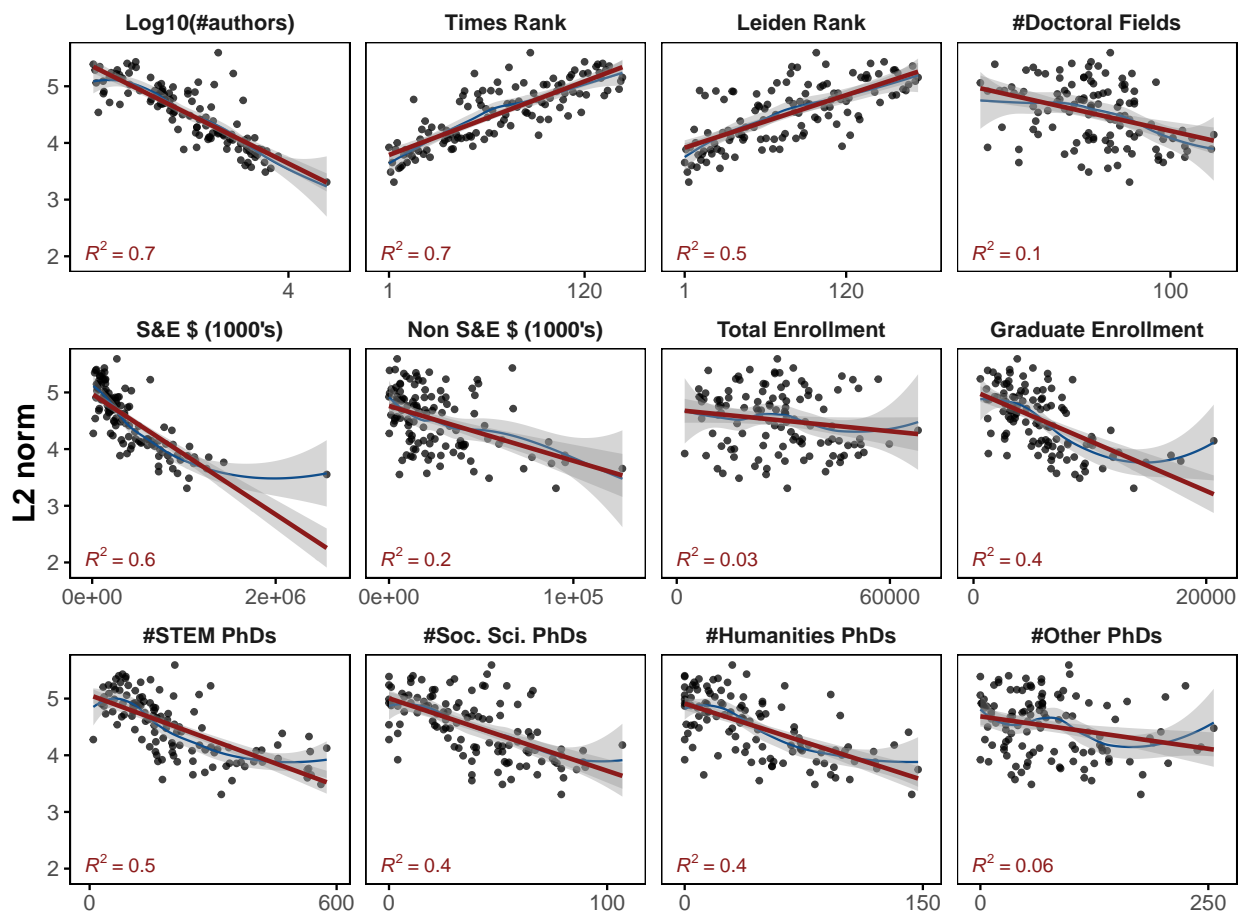 Log10(#authors) Times Rank Leiden Rank #Doctoral Fields
5
4
3
2
R² = 0.7 R² = 0.7 R² = 0.5 R² = 0.1
4 1 120 1 120 100
S&E $ (1000's) Non S&E $ (1000's) Total Enrollment Graduate Enrollment
5
4
3
2
L2 norm
R² = 0.6 R² = 0.2 R² = 0.03 R² = 0.4
0e+00 2e+06 0e+00 1e+05 0 60000 0 20000
#STEM PhDs #Soc. Sci. PhDs #Humanities PhDs #Other PhDs
5
4
3
2
R² = 0.5 R² = 0.4 R² = 0.4 R² = 0.06
0 600 0 100 0 150 0 250